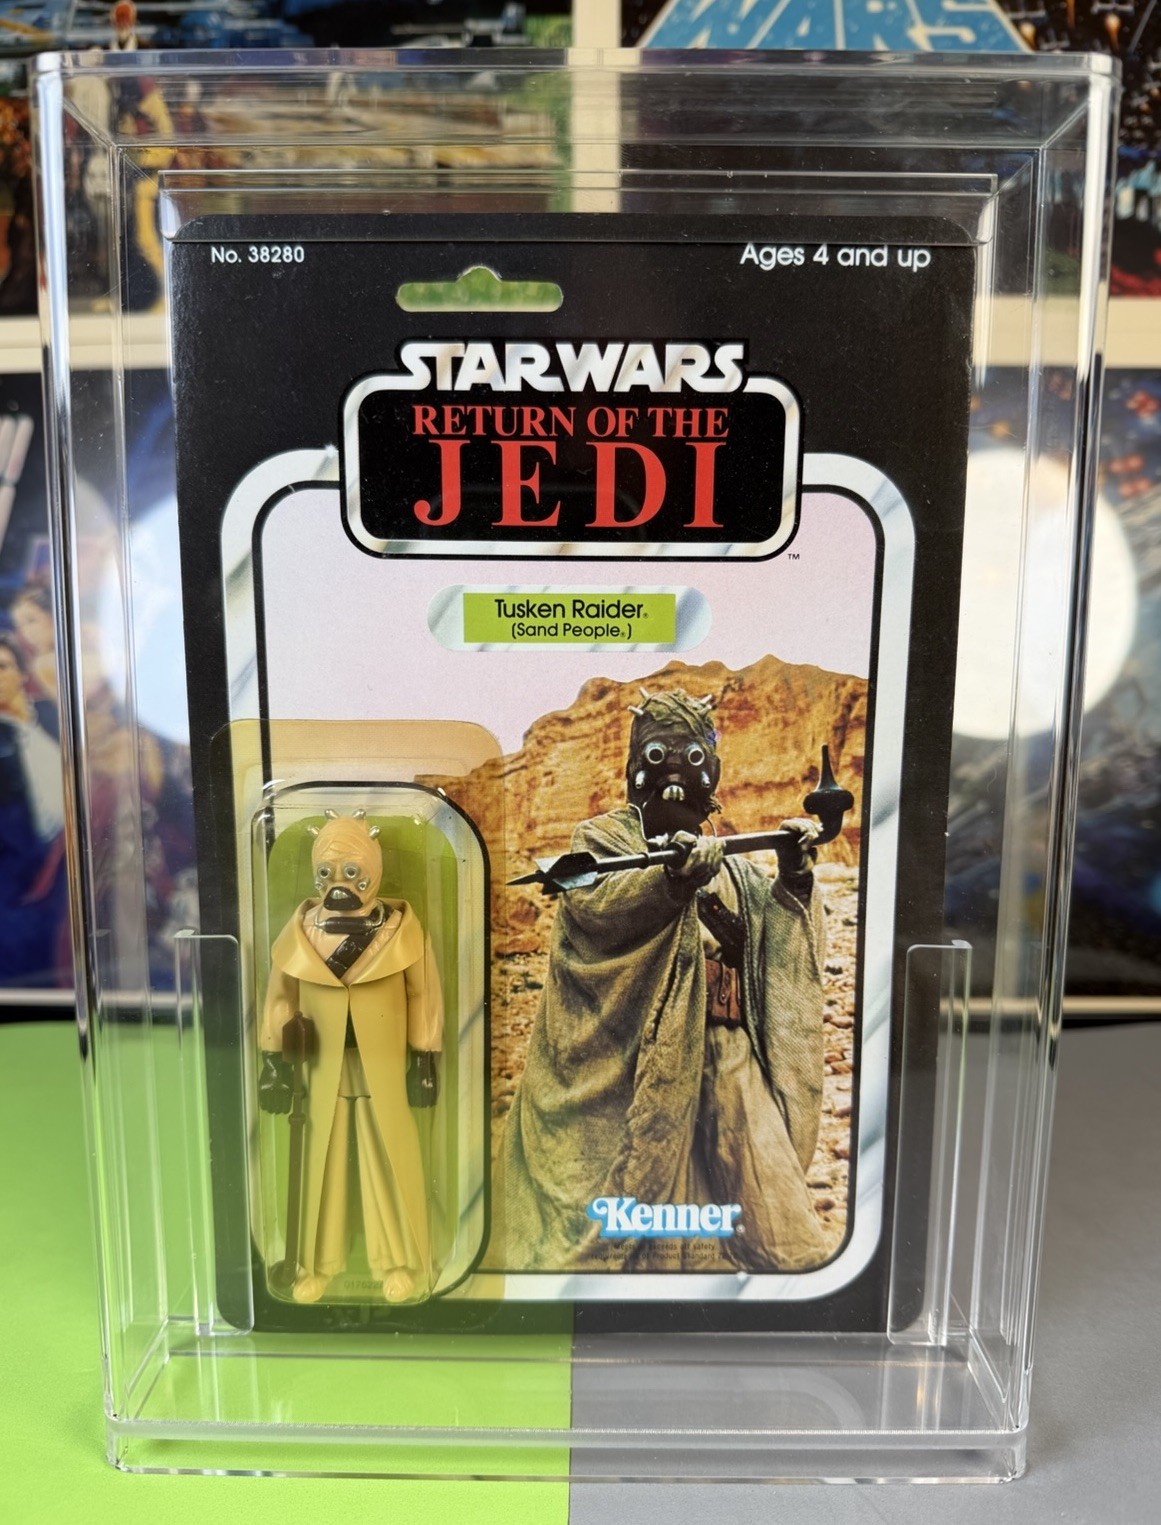 WARS
No. 38280
Ages 4 and up
STAR WARS
RETURN OF THE
JEDI
™
Tusken Raider®
(Sand People®)
Kenner®